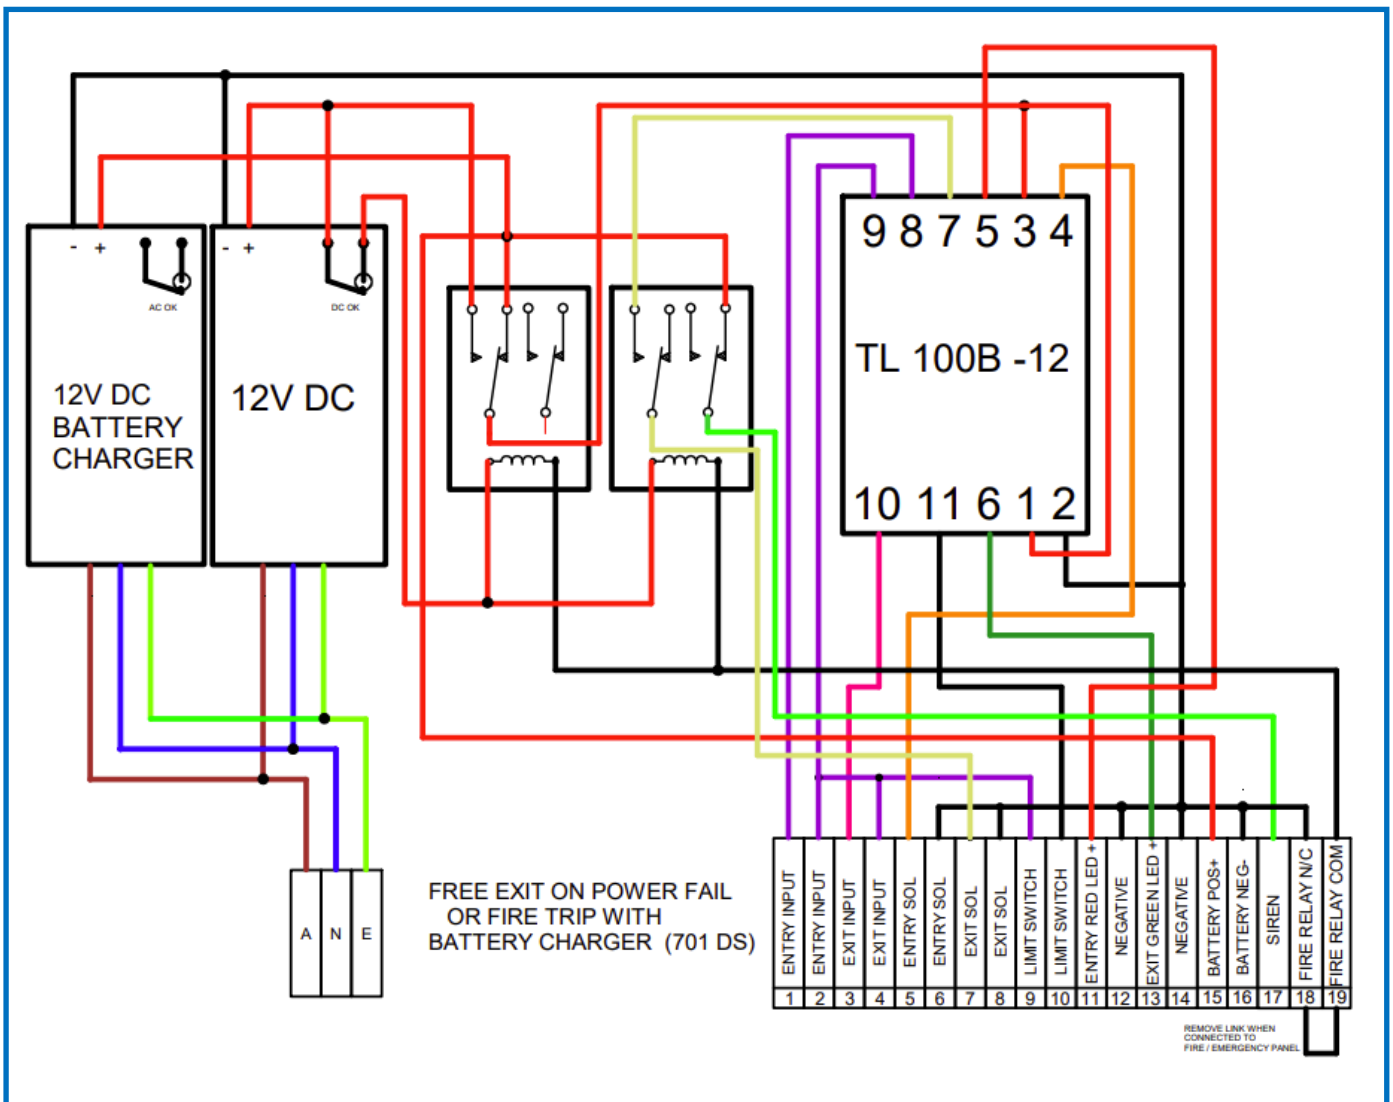 - +
- +
AC OK
DC OK
12V DC
BATTERY
CHARGER
12V DC
9 8 7 5 3 4
TL 100B -12
10 11 6 1 2
A N E
FREE EXIT ON POWER FAIL
OR FIRE TRIP WITH
BATTERY CHARGER (701 DS)
ENTRY INPUT
ENTRY INPUT
EXIT INPUT
EXIT INPUT
ENTRY SOL
ENTRY SOL
EXIT SOL
EXIT SOL
LIMIT SWITCH
LIMIT SWITCH
ENTRY RED LED +
NEGATIVE
EXIT GREEN LED +
NEGATIVE
BATTERY POS+
BATTERY NEG-
SIREN
FIRE RELAY N/C
FIRE RELAY COM
1 2 3 4 5 6 7 8 9 10 11 12 13 14 15 16 17 18 19
REMOVE LINK WHEN
CONNECTED TO
FIRE / EMERGENCY PANEL